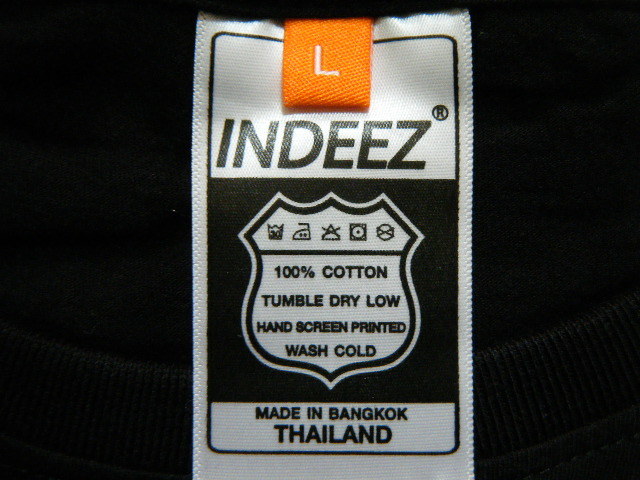 L
INDEEZ®
100% COTTON
TUMBLE DRY LOW
HAND SCREEN PRINTED
WASH COLD
MADE IN BANGKOK
THAILAND